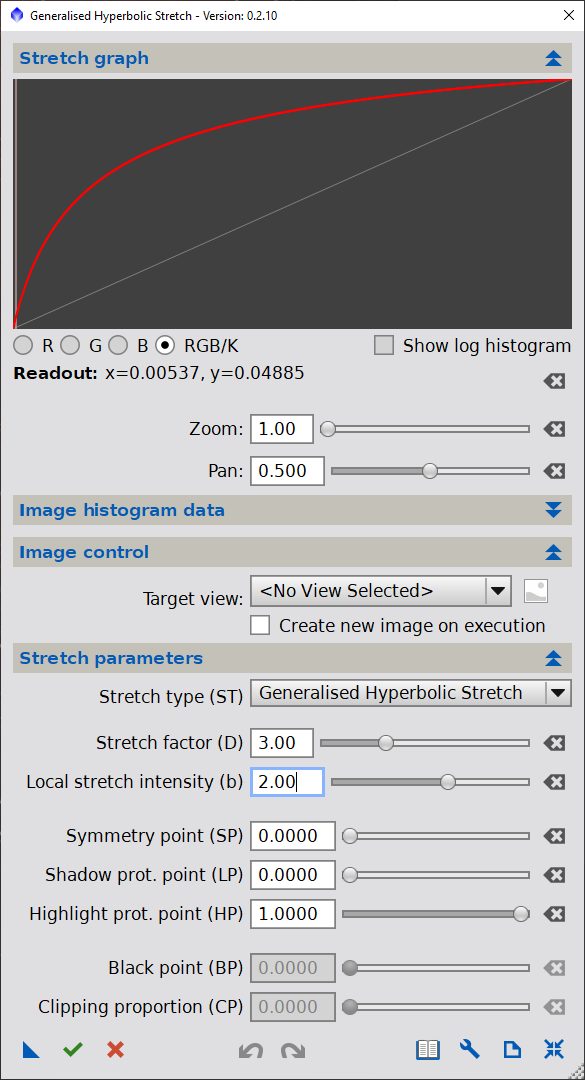 Generalised Hyperbolic Stretch - Version: 0.2.10
Stretch graph
R G B RGB/K Show log histogram
Readout: x=0.00537, y=0.04885
Zoom: 1.00
Pan: 0.500
Image histogram data
Image control
Target view: <No View Selected>
Create new image on execution
Stretch parameters
Stretch type (ST) Generalised Hyperbolic Stretch
Stretch factor (D) 3.00
Local stretch intensity (b) 2.00
Symmetry point (SP) 0.0000
Shadow prot. point (LP) 0.0000
Highlight prot. point (HP) 1.0000
Black point (BP) 0.0000
Clipping proportion (CP) 0.0000